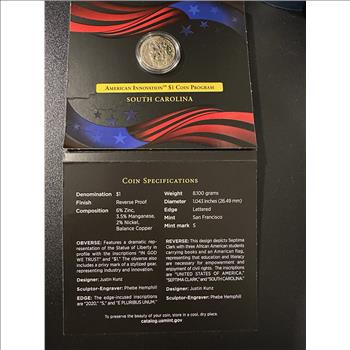 AMERICAN INNOVATION™ $1 COIN PROGRAM
SOUTH CAROLINA
COIN SPECIFICATIONS
Denomination $1
Finish Reverse Proof
Composition 6% Zinc,
3.5% Manganese,
2% Nickel,
Balance Copper
Weight 8.100 grams
Diameter 1.043 inches (26.49 mm)
Edge Lettered
Mint San Francisco
Mint mark S
OBVERSE: Features a dramatic rep-
resentation of the Statue of Liberty in
profile with the inscriptions "IN GOD
WE TRUST" and "$1." The obverse also
includes a privy mark of a stylized gear,
representing industry and innovation.
Designer: Justin Kunz
Sculptor-Engraver: Phebe Hemphill
EDGE: The edge-incused inscriptions
are "2020," "S," and "E PLURIBUS UNUM."
REVERSE: This design depicts Septima
Clark with three African American students
carrying books and an American flag,
representing that education and literacy
are necessary for empowerment and
enjoyment of civil rights. The inscriptions
are "UNITED STATES OF AMERICA,"
"SEPTIMA CLARK," and "SOUTH CAROLINA."
Designer: Justin Kunz
Sculptor-Engraver: Phebe Hemphill
To preserve the beauty of your coin, store in a cool, dry place.
catalog.usmint.gov